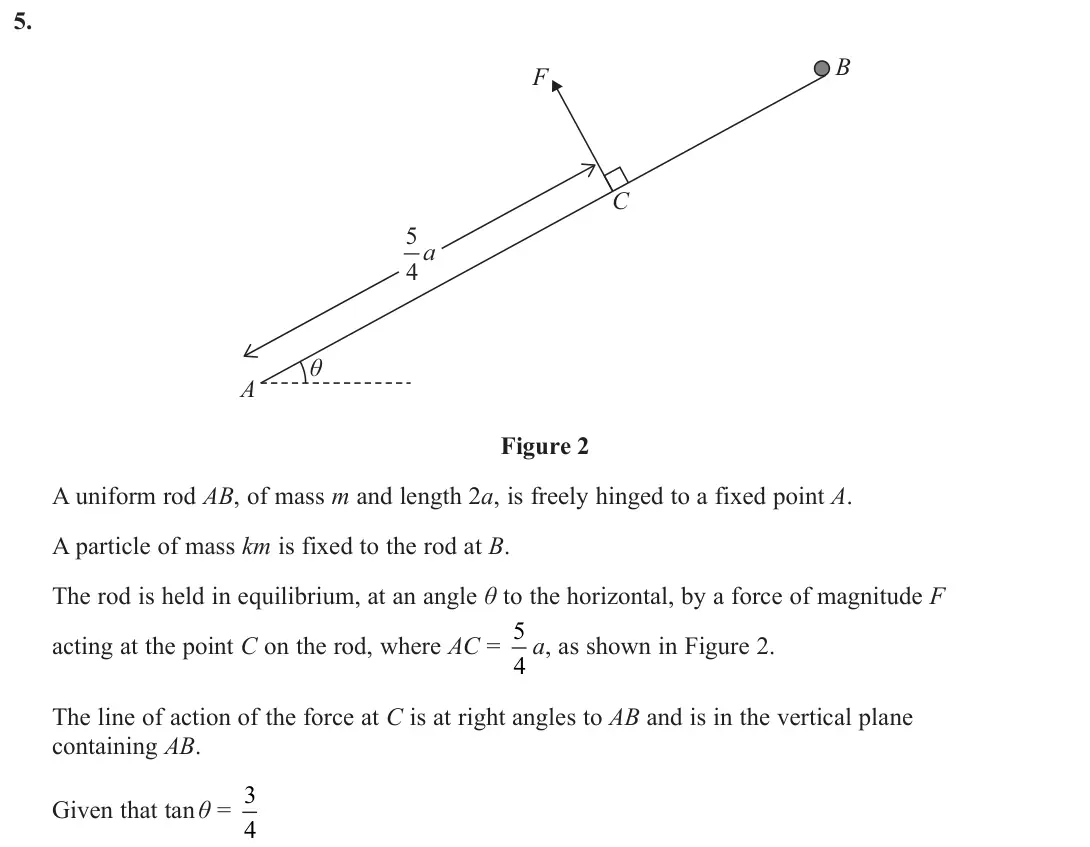 5.
F
B
C
5/4 a
θ
A
Figure 2
A uniform rod AB, of mass m and length 2a, is freely hinged to a fixed point A.
A particle of mass km is fixed to the rod at B.
The rod is held in equilibrium, at an angle θ to the horizontal, by a force of magnitude F
acting at the point C on the rod, where AC = 5/4 a, as shown in Figure 2.
The line of action of the force at C is at right angles to AB and is in the vertical plane
containing AB.
Given that tan θ = 3/4